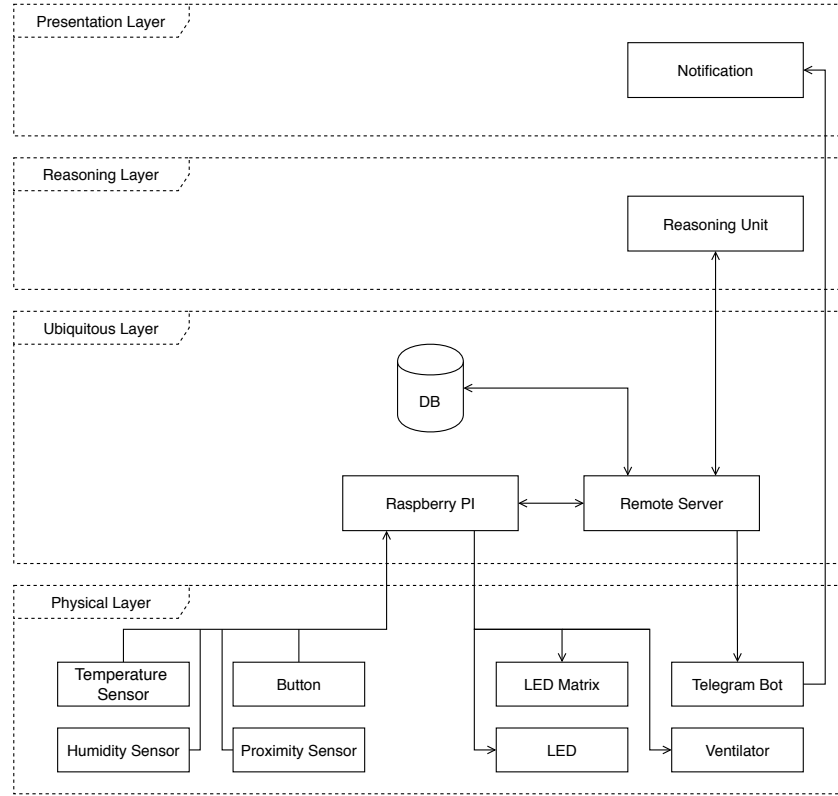 Presentation Layer
Notification
Reasoning Layer
Reasoning Unit
Ubiquitous Layer
DB
Raspberry PI
Remote Server
Physical Layer
Temperature
Sensor
Button
LED Matrix
Telegram Bot
Humidity Sensor
Proximity Sensor
LED
Ventilator